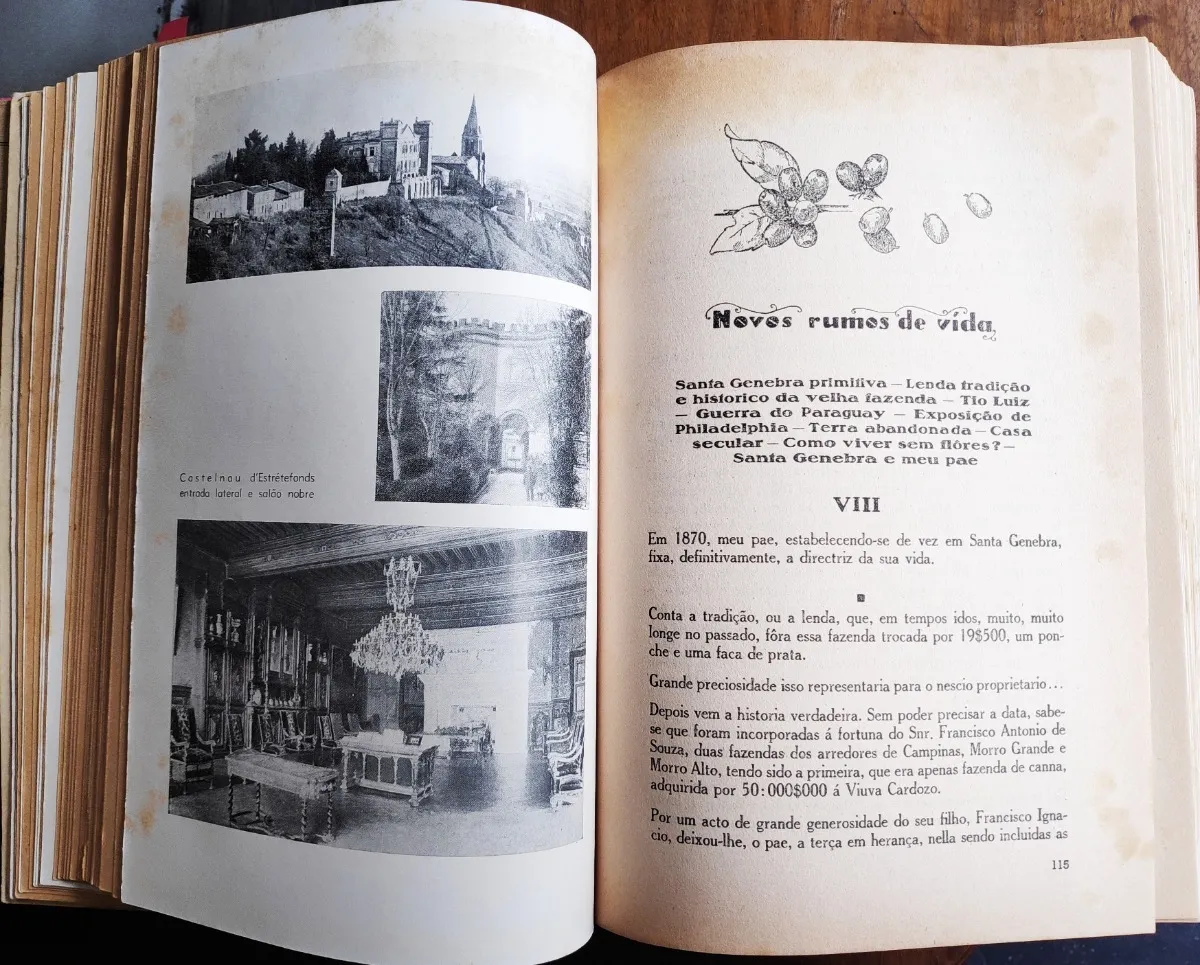 Castelnau d'Estrétefonds
entrada lateral e salão nobre
Novos rumos de vida
Santa Genebra primitiva — Lenda tradição
e historico da velha fazenda — Tio Luiz
— Guerra do Paraguay — Exposição de
Philadelphia — Terra abandonada — Casa
secular — Como viver sem flôres? —
Santa Genebra e meu pae
VIII
Em 1870, meu pae, estabelecendo-se de vez em Santa Genebra,
fixa, definitivamente, a directriz da sua vida.
Conta a tradição, ou a lenda, que, em tempos idos, muito, muito
longe no passado, fôra essa fazenda trocada por 19$500, um pon-
che e uma faca de prata.
Grande preciosidade isso representaria para o nescio proprietario...
Depois vem a historia verdadeira. Sem poder precisar a data, sabe-
se que foram incorporadas á fortuna do Snr. Francisco Antonio de
Souza, duas fazendas dos arredores de Campinas, Morro Grande e
Morro Alto, tendo sido a primeira, que era apenas fazenda de canna,
adquirida por 50:000$000 á Viuva Cardozo.
Por um acto de grande generosidade do seu filho, Francisco Igna-
cio, deixou-lhe, o pae, a terça em herança, nella sendo incluidas as
115